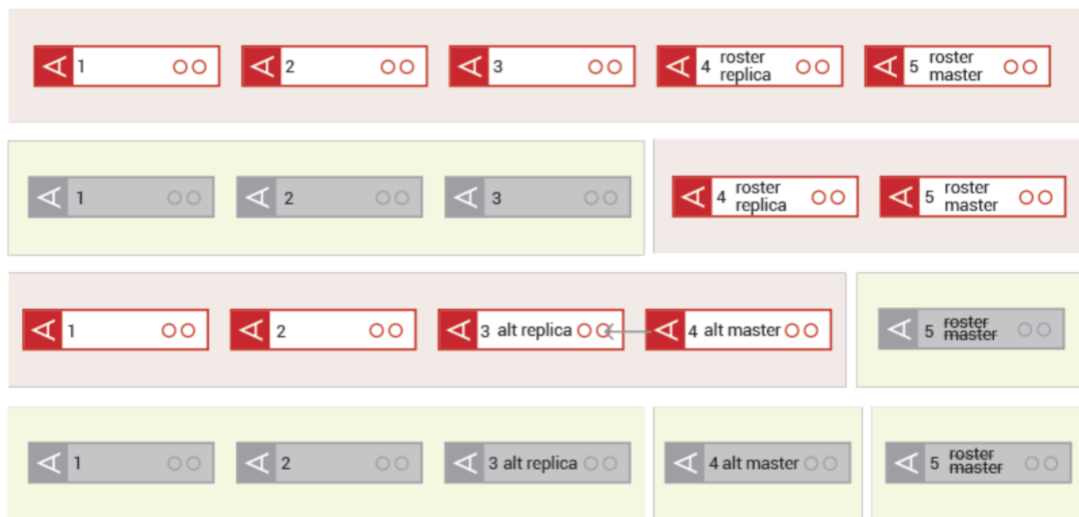 1
2
3
4 roster replica
5 roster master
1
2
3
4 roster replica
5 roster master
1
2
3 alt replica
4 alt master
5 roster master
1
2
3 alt replica
4 alt master
5 roster master